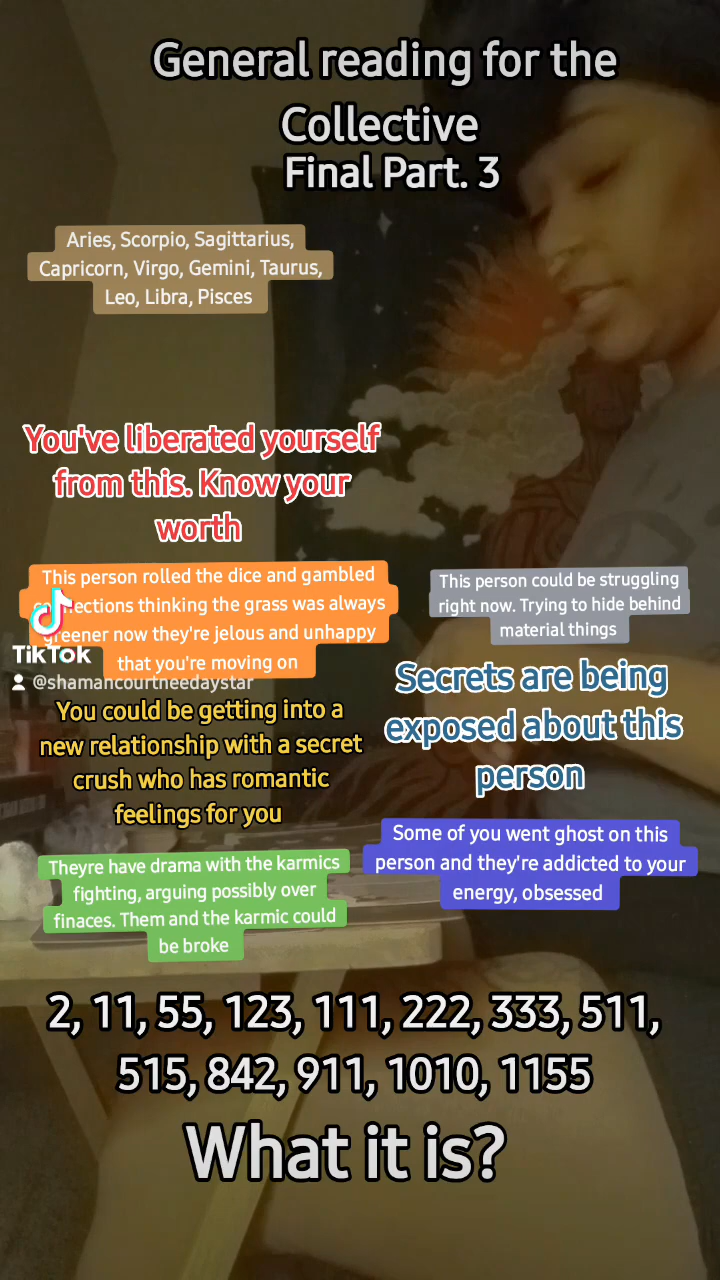 General reading for the
Collective
Final Part. 3
Aries, Scorpio, Sagittarius,
Capricorn, Virgo, Gemini, Taurus,
Leo, Libra, Pisces
You've liberated yourself
from this. Know your
worth
This person rolled the dice and gambled
thinking the grass was always
greener now they're jelous and unhappy
that you're moving on
TikTok
@shamancourtneedaystar
This person could be struggling
right now. Trying to hide behind
material things
Secrets are being
exposed about this
person
You could be getting into a
new relationship with a secret
crush who has romantic
feelings for you
Some of you went ghost on this
person and they're addicted to your
energy, obsessed
Theyre have drama with the karmics
fighting, arguing possibly over
finaces. Them and the karmic could
be broke
2, 11, 55, 123, 111, 222, 333, 511,
515, 842, 911, 1010, 1155
What it is?